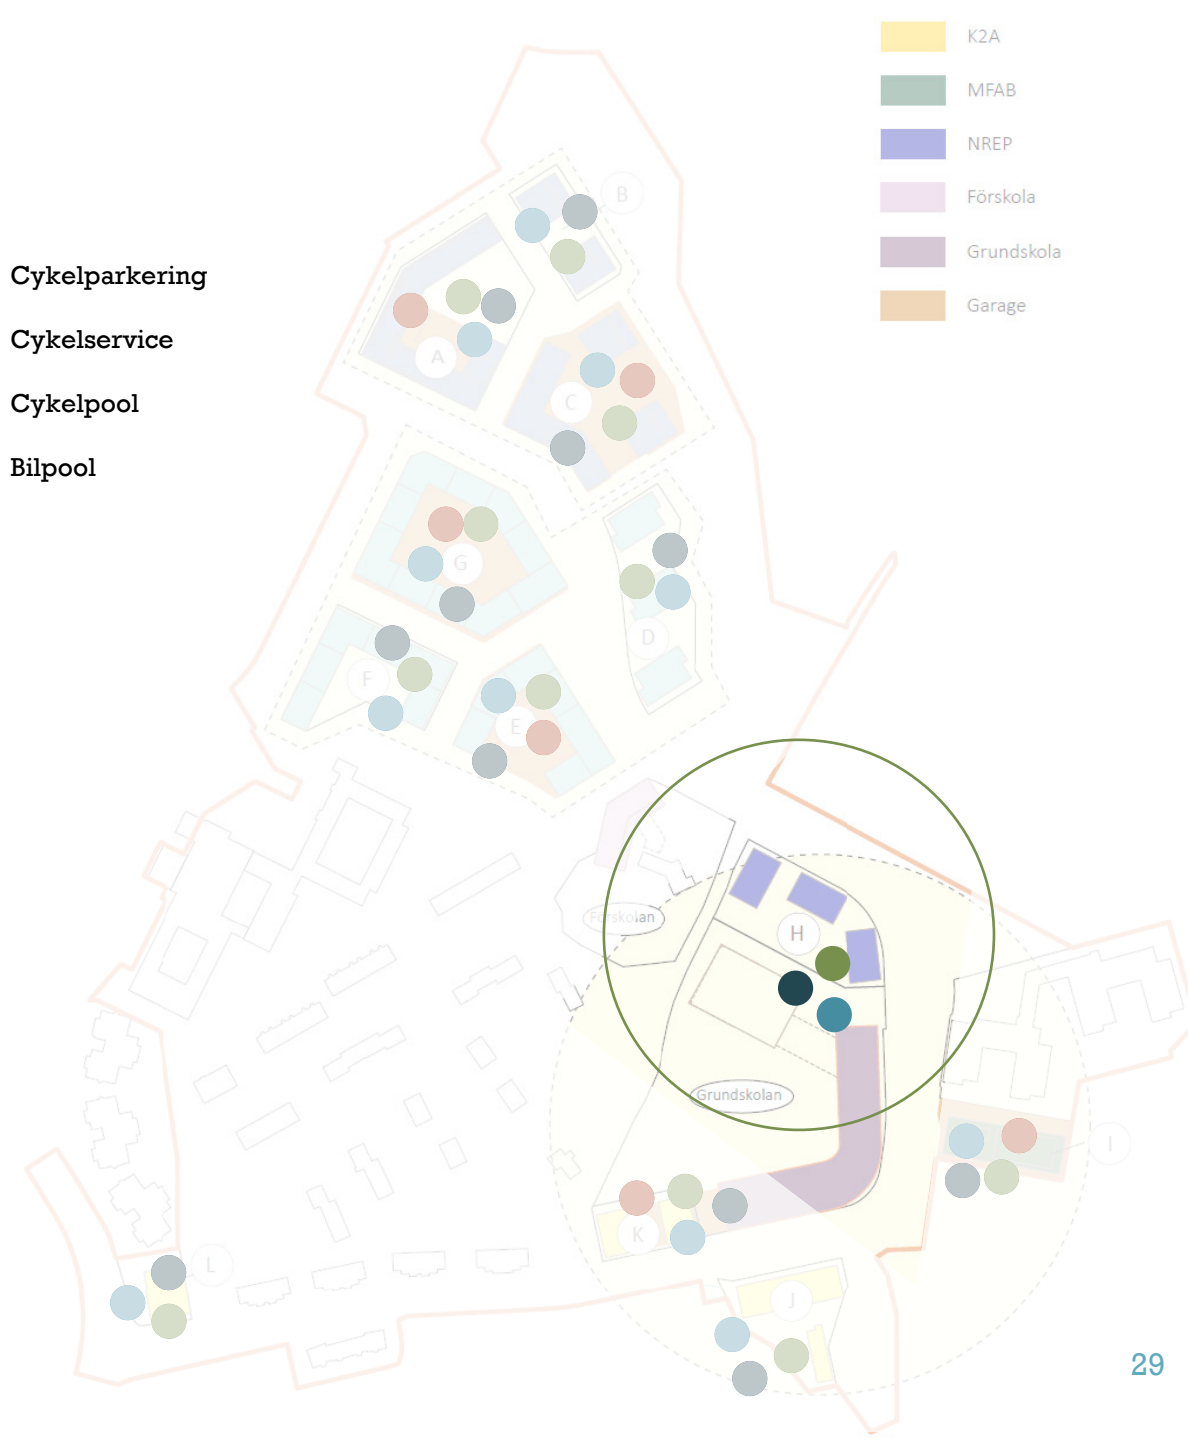 K2A
MFAB
NREP
Förskola
Grundskola
Garage
Cykelparkering
Cykelservice
Cykelpool
Bilpool
B
A
C
G
D
F
E
Förskolan
H
Grundskolan
I
K
L
J
29